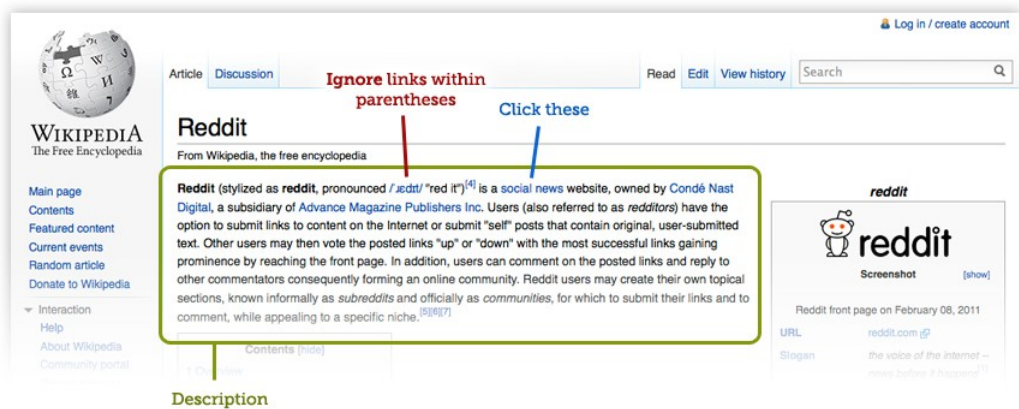 Log in / create account
Article Discussion
Read Edit View history Search
Ignore links within
parentheses
Click these
WIKIPEDIA
The Free Encyclopedia
Reddit
From Wikipedia, the free encyclopedia
Main page
Contents
Featured content
Current events
Random article
Donate to Wikipedia
Interaction
Help
About Wikipedia
Community portal
Reddit (stylized as reddit, pronounced /ˈrɛdɪt/ "red it")[4] is a social news website, owned by Condé Nast
Digital, a subsidiary of Advance Magazine Publishers Inc. Users (also referred to as redditors) have the
option to submit links to content on the Internet or submit "self" posts that contain original, user-submitted
text. Other users may then vote the posted links "up" or "down" with the most successful links gaining
prominence by reaching the front page. In addition, users can comment on the posted links and reply to
other commentators consequently forming an online community. Reddit users may create their own topical
sections, known informally as subreddits and officially as communities, for which to submit their links and to
comment, while appealing to a specific niche.[5][6][7]
Contents [hide]
1 Overview
reddit
reddit
Screenshot [show]
Reddit front page on February 08, 2011
URL reddit.com
Slogan the voice of the internet --
news before it happens[1]
Description